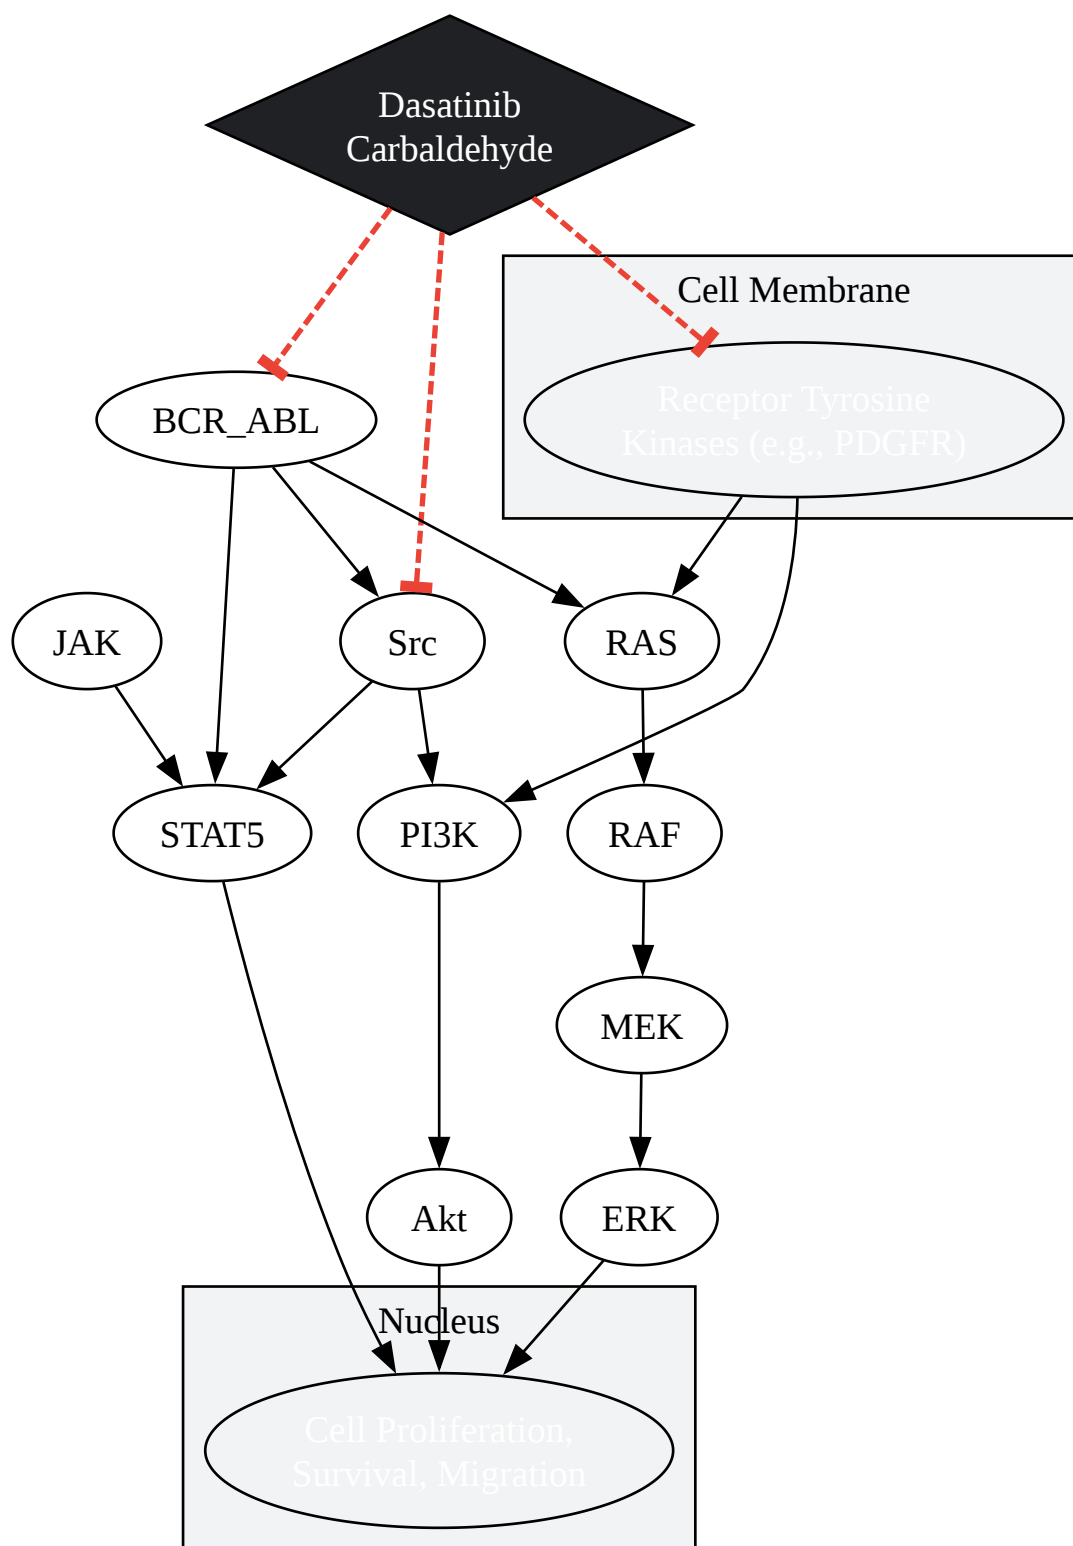 Dasatinib
Carbaldehyde
Cell Membrane
Receptor Tyrosine
Kinases (e.g., PDGFR)
BCR_ABL
JAK
Src
RAS
STAT5
PI3K
RAF
MEK
Akt
ERK
Nucleus
Cell Proliferation,
Survival, Migration